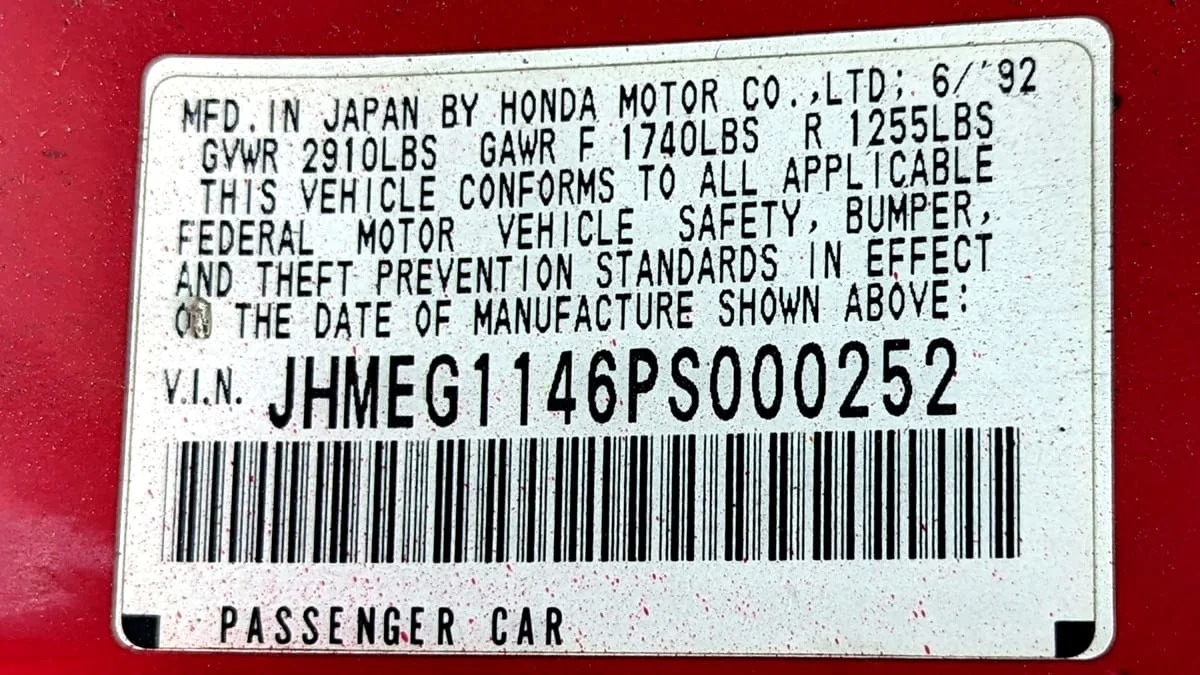 MFD. IN JAPAN BY HONDA MOTOR CO.,LTD; 6/'92
GVWR 2910LBS GAWR F 1740LBS R 1255LBS
THIS VEHICLE CONFORMS TO ALL APPLICABLE
FEDERAL MOTOR VEHICLE SAFETY, BUMPER,
AND THEFT PREVENTION STANDARDS IN EFFECT
ON THE DATE OF MANUFACTURE SHOWN ABOVE:
V.I.N. JHMEG1146PS000252
PASSENGER CAR